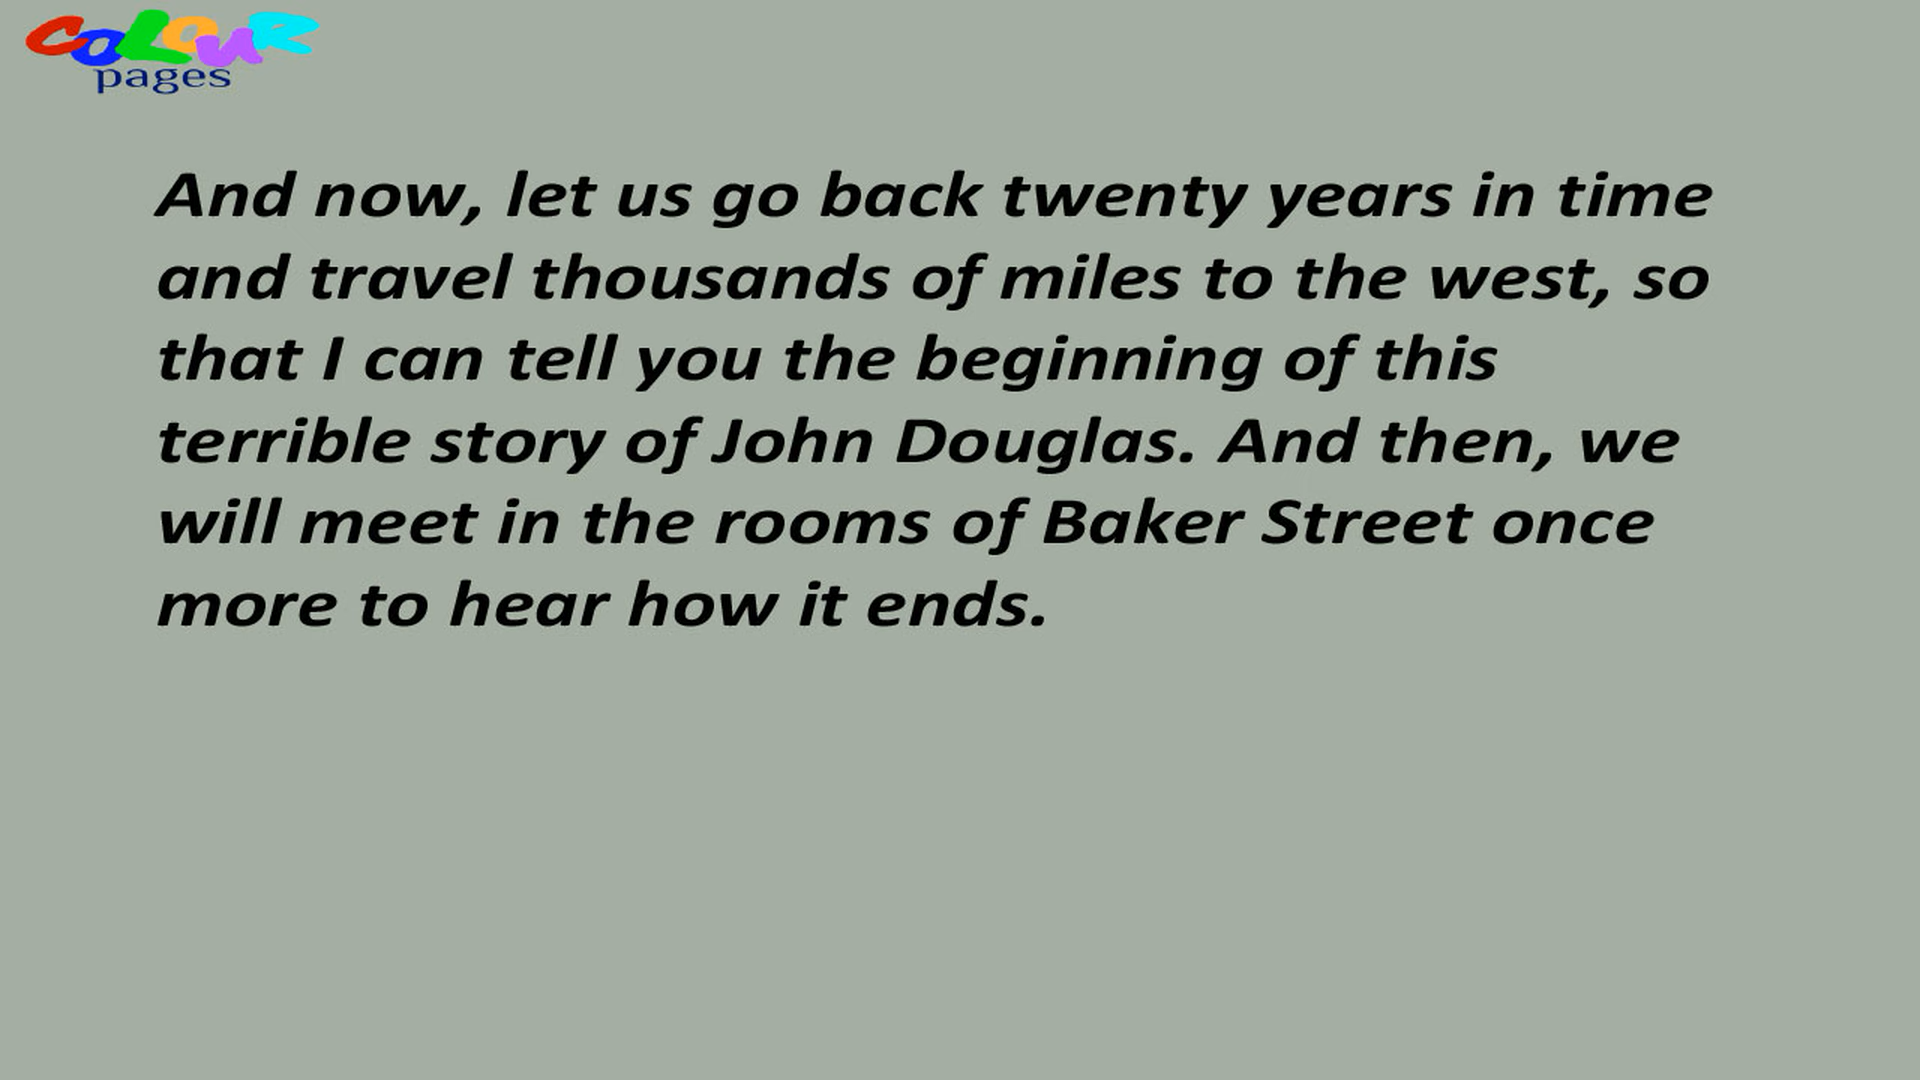 CoLouR
pages
And now, let us go back twenty years in time
and travel thousands of miles to the west, so
that I can tell you the beginning of this
terrible story of John Douglas. And then, we
will meet in the rooms of Baker Street once
more to hear how it ends.